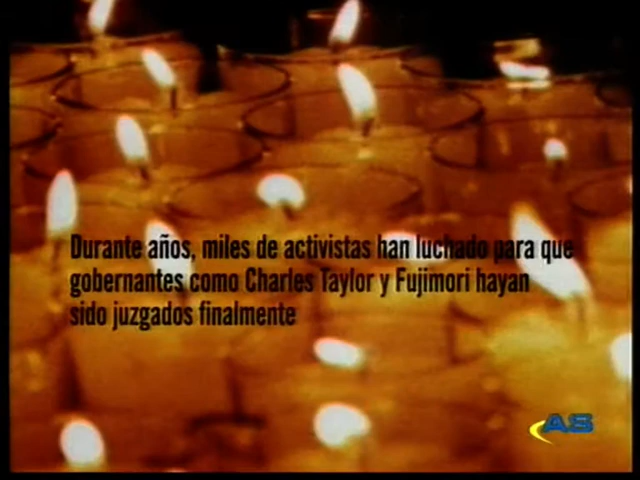 Durante años, miles de activistas han luchado para que
gobernantes como Charles Taylor y Fujimori hayan
sido juzgados finalmente
AS